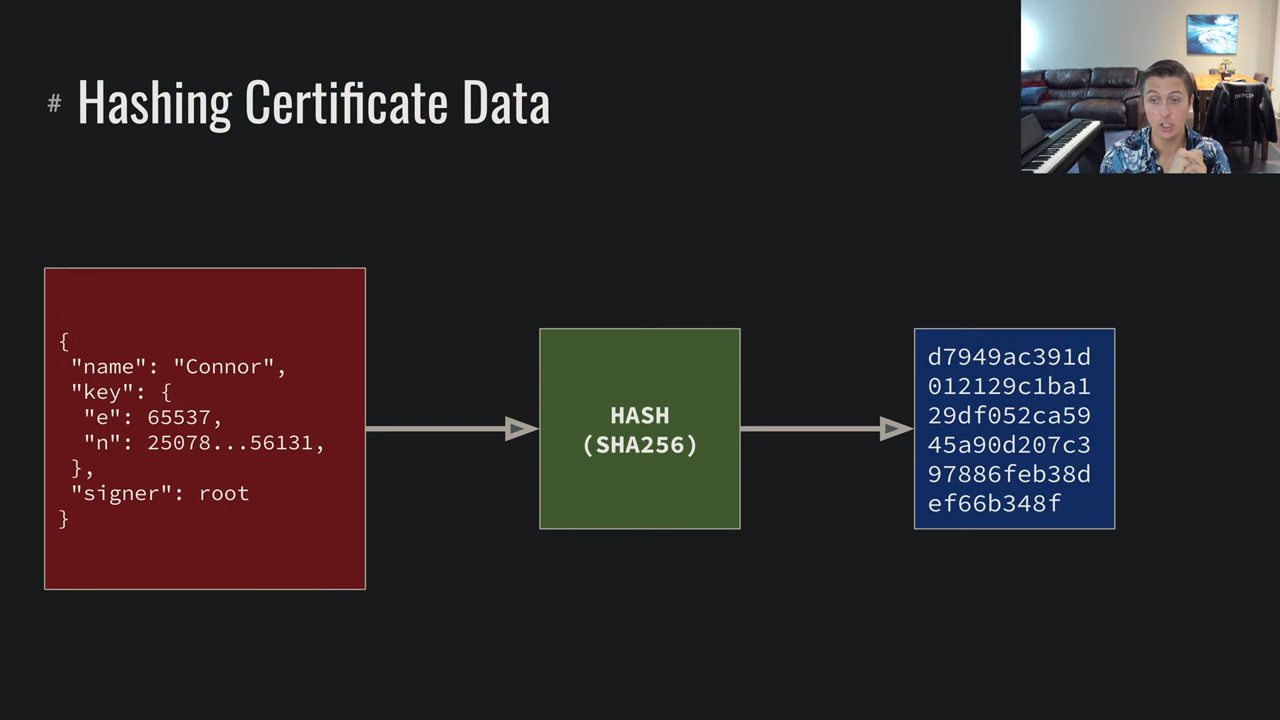 # Hashing Certificate Data
{
"name": "Connor",
"key": {
"e": 65537,
"n": 25078...56131,
},
"signer": root
}
HASH
(SHA256)
d7949ac391d
012129c1ba1
29df052ca59
45a90d207c3
97886feb38d
ef66b348f